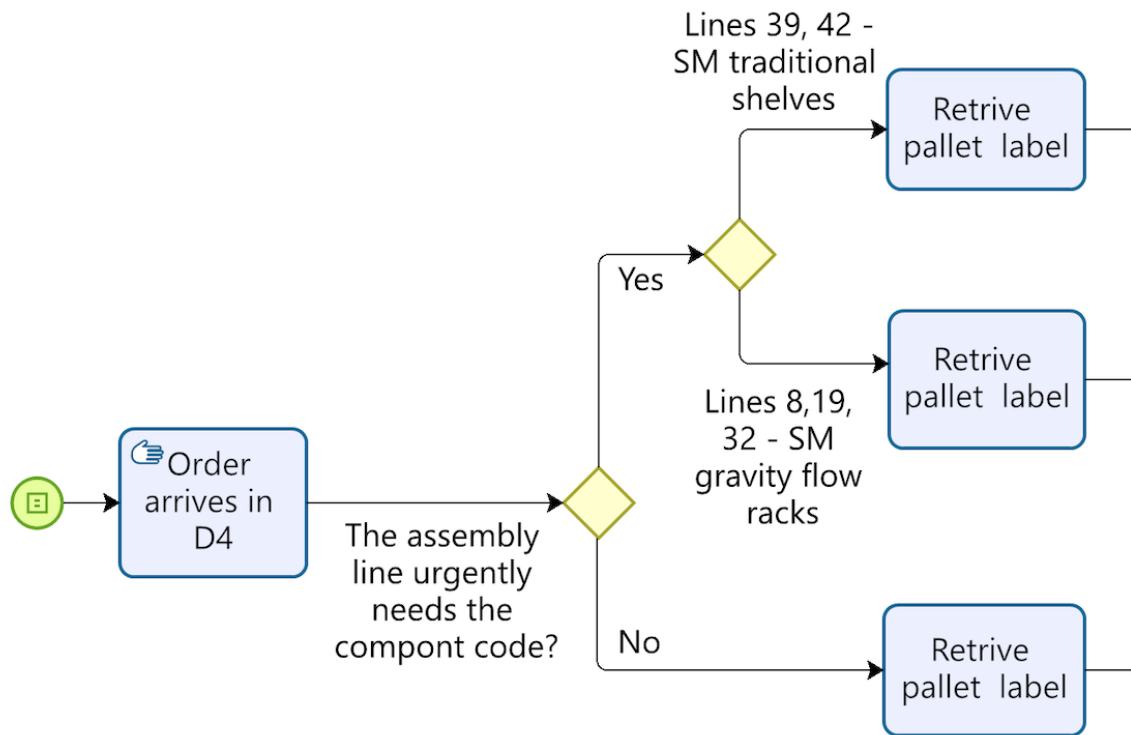 Lines 39, 42 -
SM traditional
shelves
Retrive
pallet label
Yes
Retrive
pallet label
Lines 8,19,
32 - SM
gravity flow
racks
Order
arrives in
D4
The assembly
line urgently
needs the
compont code?
No
Retrive
pallet label